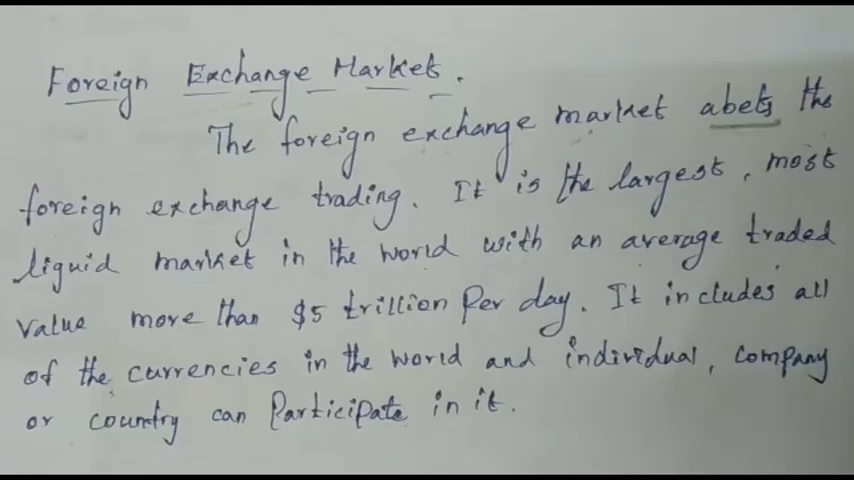 Foreign Exchange Market.
The foreign exchange market abets the
foreign exchange trading. It is the largest, most
liquid market in the world with an average traded
value more than $5 trillion per day. It includes all
of the currencies in the world and individual, company
or country can participate in it.